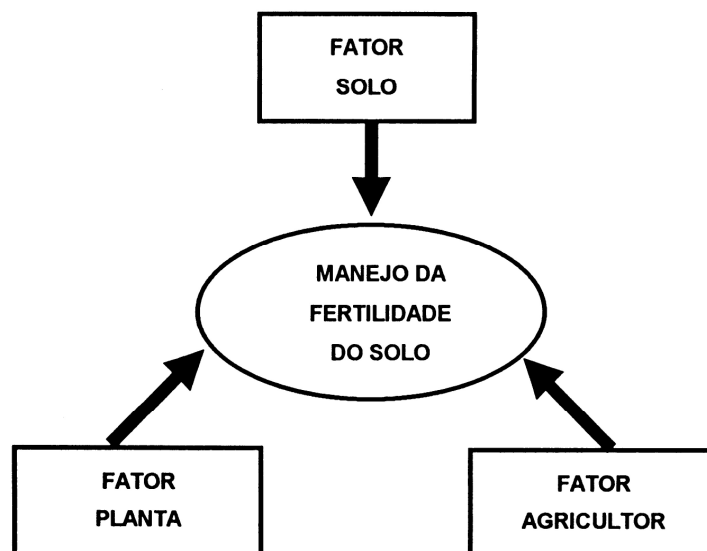 FATOR
SOLO
MANEJO DA
FERTILIDADE
DO SOLO
FATOR
PLANTA
FATOR
AGRICULTOR